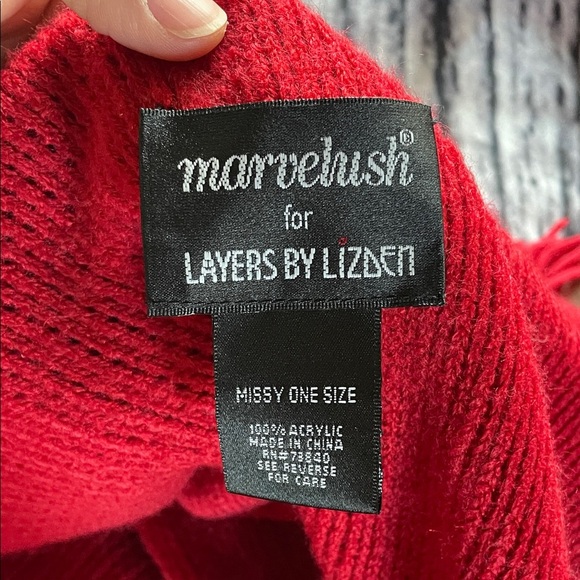 marvelush®
for
LAYERS BY LIZDEN
MISSY ONE SIZE
100% ACRYLIC
MADE IN CHINA
RN#73840
SEE REVERSE
FOR CARE